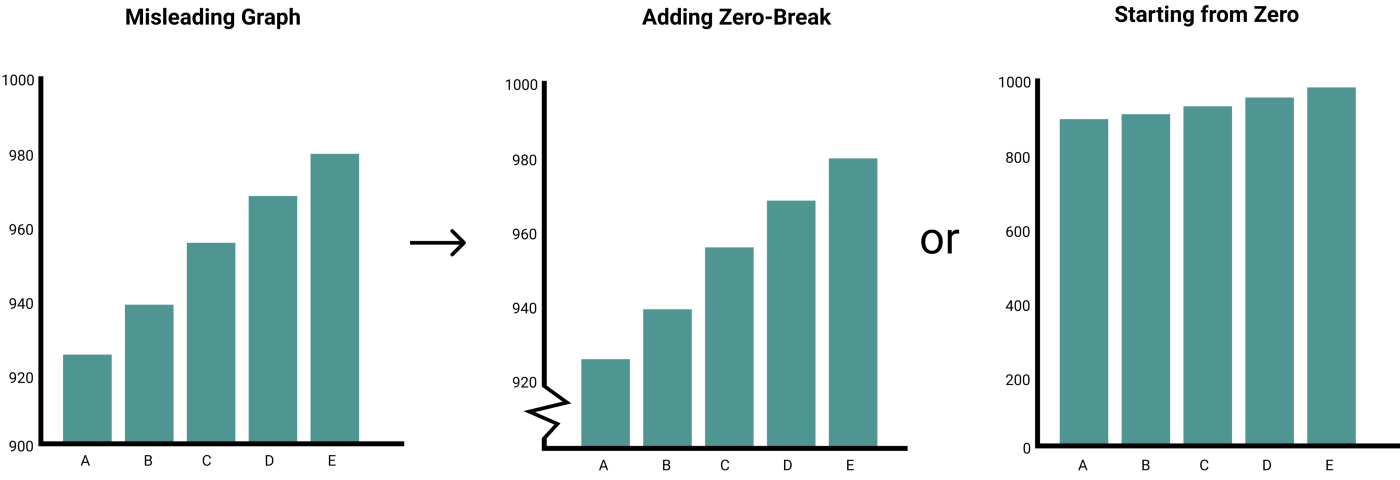 Misleading Graph
1000
980
960
940
920
900
A B C D E
Adding Zero-Break
1000
980
960
940
920
A B C D E
or
Starting from Zero
1000
800
600
400
200
0
A B C D E